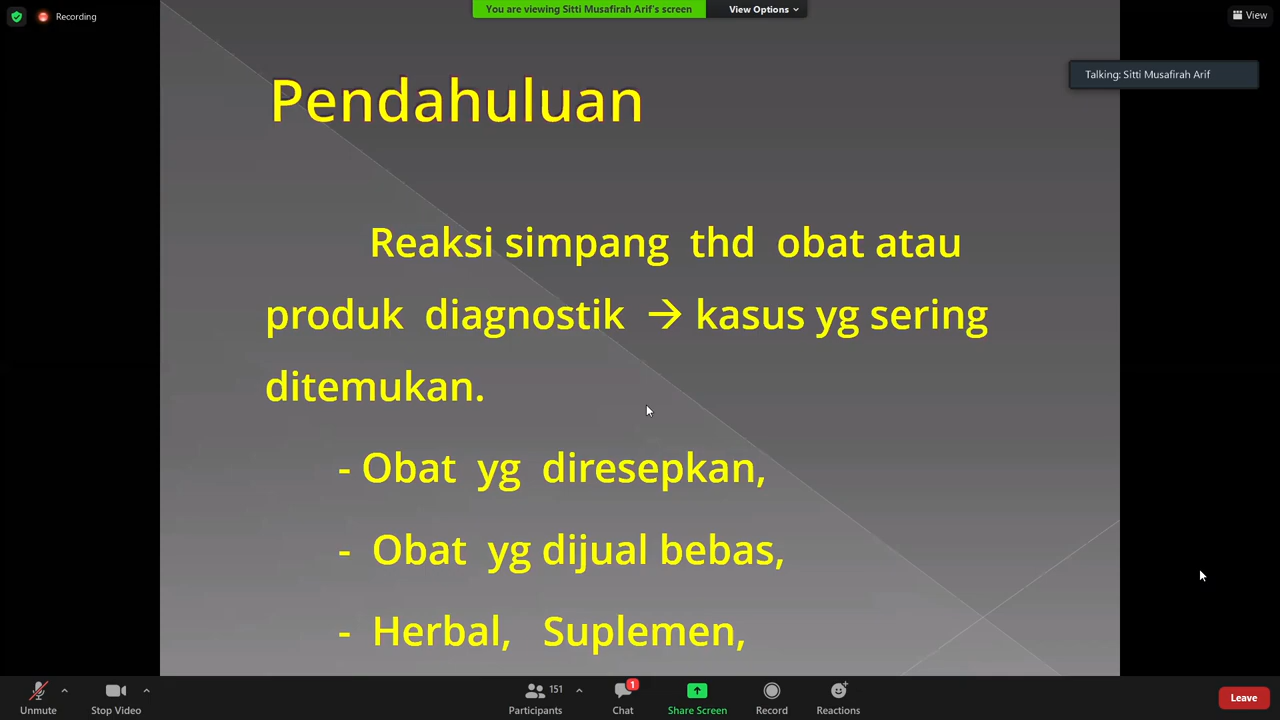 Recording
You are viewing Sitti Musafirah Arif's screen
View Options
View
Talking: Sitti Musafirah Arif
Pendahuluan
Reaksi simpang thd obat atau
produk diagnostik → kasus yg sering
ditemukan.
- Obat yg diresepkan,
- Obat yg dijual bebas,
- Herbal, Suplemen,
Unmute
Stop Video
Participants
151
Chat
1
Share Screen
Record
Reactions
Leave